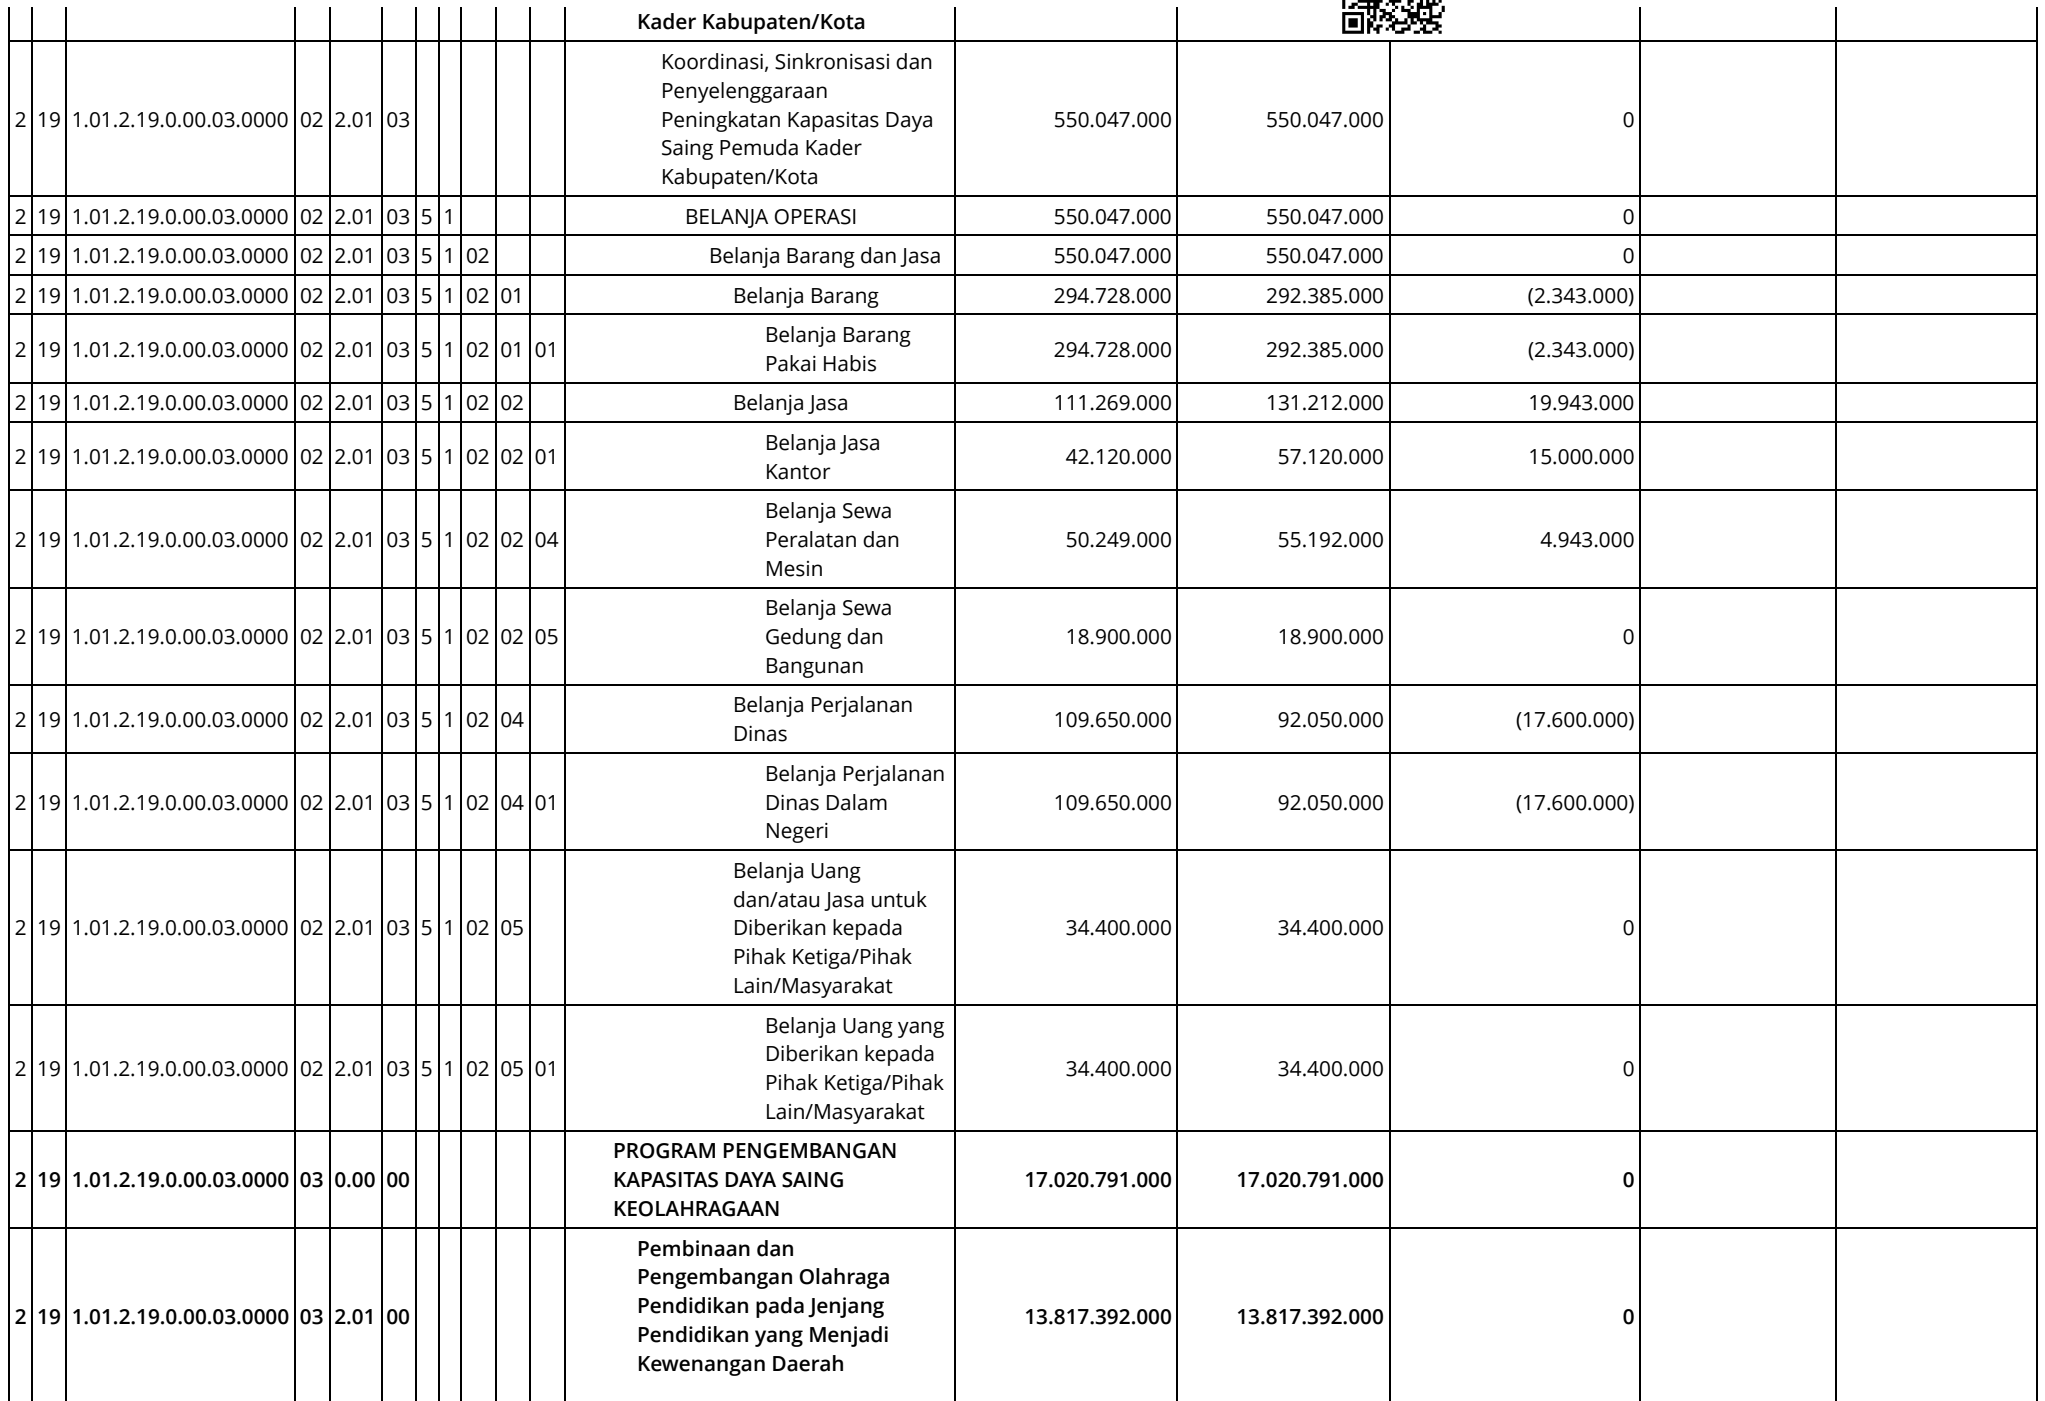 Kader Kabupaten/Kota
2 19 1.01.2.19.0.00.03.0000 02 2.01 03 Koordinasi, Sinkronisasi dan
Penyelenggaraan
Peningkatan Kapasitas Daya
Saing Pemuda Kader
Kabupaten/Kota 550.047.000 550.047.000 0
2 19 1.01.2.19.0.00.03.0000 02 2.01 03 5 1 BELANJA OPERASI 550.047.000 550.047.000 0
2 19 1.01.2.19.0.00.03.0000 02 2.01 03 5 1 02 Belanja Barang dan Jasa 550.047.000 550.047.000 0
2 19 1.01.2.19.0.00.03.0000 02 2.01 03 5 1 02 01 Belanja Barang 294.728.000 292.385.000 (2.343.000)
2 19 1.01.2.19.0.00.03.0000 02 2.01 03 5 1 02 01 01 Belanja Barang
Pakai Habis 294.728.000 292.385.000 (2.343.000)
2 19 1.01.2.19.0.00.03.0000 02 2.01 03 5 1 02 02 Belanja Jasa 111.269.000 131.212.000 19.943.000
2 19 1.01.2.19.0.00.03.0000 02 2.01 03 5 1 02 02 01 Belanja Jasa
Kantor 42.120.000 57.120.000 15.000.000
2 19 1.01.2.19.0.00.03.0000 02 2.01 03 5 1 02 02 04 Belanja Sewa
Peralatan dan
Mesin 50.249.000 55.192.000 4.943.000
2 19 1.01.2.19.0.00.03.0000 02 2.01 03 5 1 02 02 05 Belanja Sewa
Gedung dan
Bangunan 18.900.000 18.900.000 0
2 19 1.01.2.19.0.00.03.0000 02 2.01 03 5 1 02 04 Belanja Perjalanan
Dinas 109.650.000 92.050.000 (17.600.000)
2 19 1.01.2.19.0.00.03.0000 02 2.01 03 5 1 02 04 01 Belanja Perjalanan
Dinas Dalam
Negeri 109.650.000 92.050.000 (17.600.000)
2 19 1.01.2.19.0.00.03.0000 02 2.01 03 5 1 02 05 Belanja Uang
dan/atau Jasa untuk
Diberikan kepada
Pihak Ketiga/Pihak
Lain/Masyarakat 34.400.000 34.400.000 0
2 19 1.01.2.19.0.00.03.0000 02 2.01 03 5 1 02 05 01 Belanja Uang yang
Diberikan kepada
Pihak Ketiga/Pihak
Lain/Masyarakat 34.400.000 34.400.000 0
2 19 1.01.2.19.0.00.03.0000 03 0.00 00 PROGRAM PENGEMBANGAN
KAPASITAS DAYA SAING
KEOLAHRAGAAN 17.020.791.000 17.020.791.000 0
2 19 1.01.2.19.0.00.03.0000 03 2.01 00 Pembinaan dan
Pengembangan Olahraga
Pendidikan pada Jenjang
Pendidikan yang Menjadi
Kewenangan Daerah 13.817.392.000 13.817.392.000 0